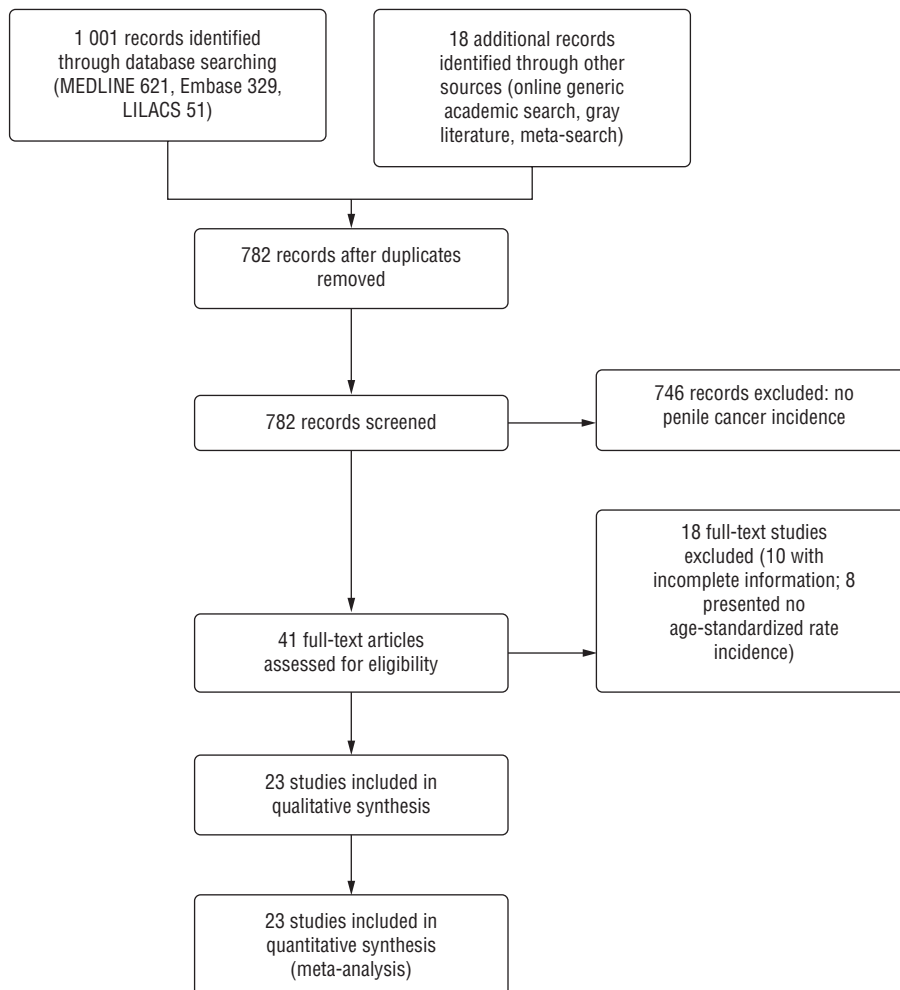 1 001 records identified
through database searching
(MEDLINE 621, Embase 329,
LILACS 51)
18 additional records
identified through other
sources (online generic
academic search, gray
literature, meta-search)
782 records after duplicates
removed
782 records screened
746 records excluded: no
penile cancer incidence
18 full-text studies
excluded (10 with
incomplete information; 8
presented no
age-standardized rate
incidence)
41 full-text articles
assessed for eligibility
23 studies included in
qualitative synthesis
23 studies included in
quantitative synthesis
(meta-analysis)